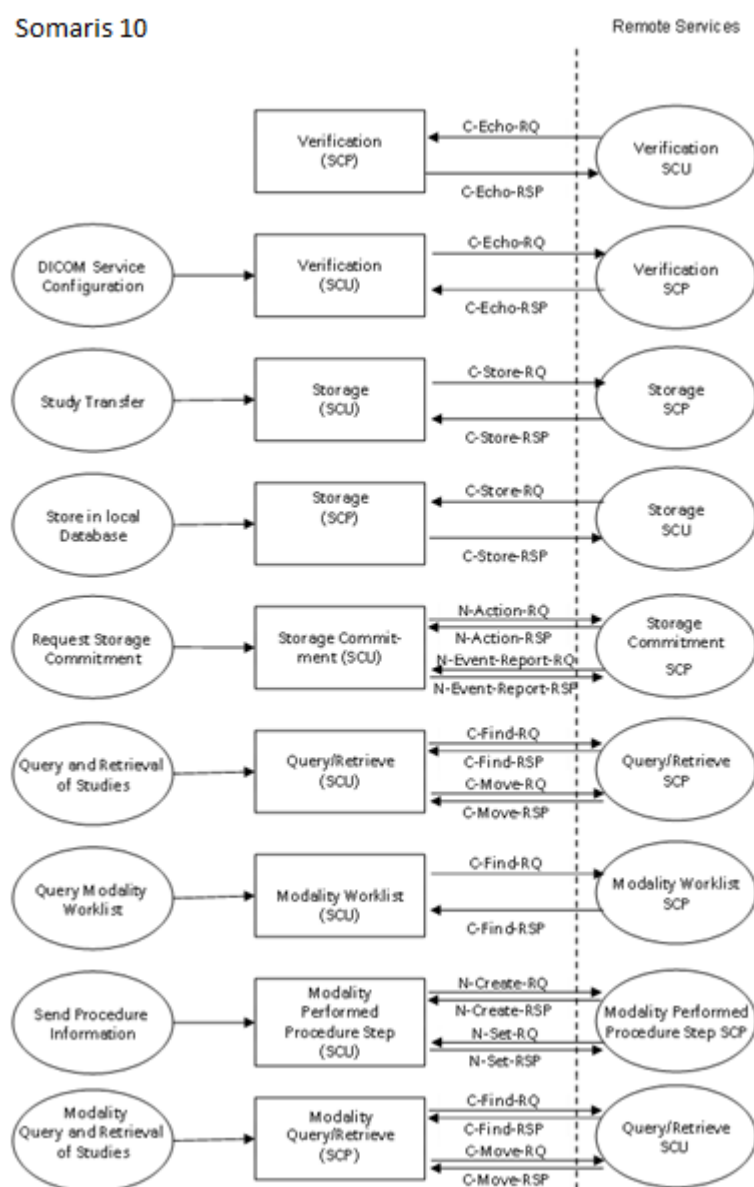 Somaris 10
Remote Services
Verification
(SCP)
C-Echo-RQ
C-Echo-RSP
Verification
SCU
DICOM Service
Configuration
Verification
(SCU)
C-Echo-RQ
C-Echo-RSP
Verification
SCP
Study Transfer
Storage
(SCU)
C-Store-RQ
C-Store-RSP
Storage
SCP
Store in local
Database
Storage
(SCP)
C-Store-RQ
C-Store-RSP
Storage
SCU
Request Storage
Commitment
Storage Commit-
ment (SCU)
N-Action-RQ
N-Action-RSP
N-Event-Report-RQ
N-Event-Report-RSP
Storage
Commitment
SCP
Query and Retrieval
of Studies
Query/Retrieve
(SCU)
C-Find-RQ
C-Find-RSP
C-Move-RQ
C-Move-RSP
Query/Retrieve
SCP
Query Modality
Worklist
Modality Worklist
(SCU)
C-Find-RQ
C-Find-RSP
Modality Worklist
SCP
Send Procedure
Information
Modality
Performed
Procedure Step
(SCU)
N-Create-RQ
N-Create-RSP
N-Set-RQ
N-Set-RSP
Modality Performed
Procedure Step SCP
Modality
Query and Retrieval
of Studies
Modality
Query/Retrieve
(SCP)
C-Find-RQ
C-Find-RSP
C-Move-RQ
C-Move-RSP
Query/Retrieve
SCU